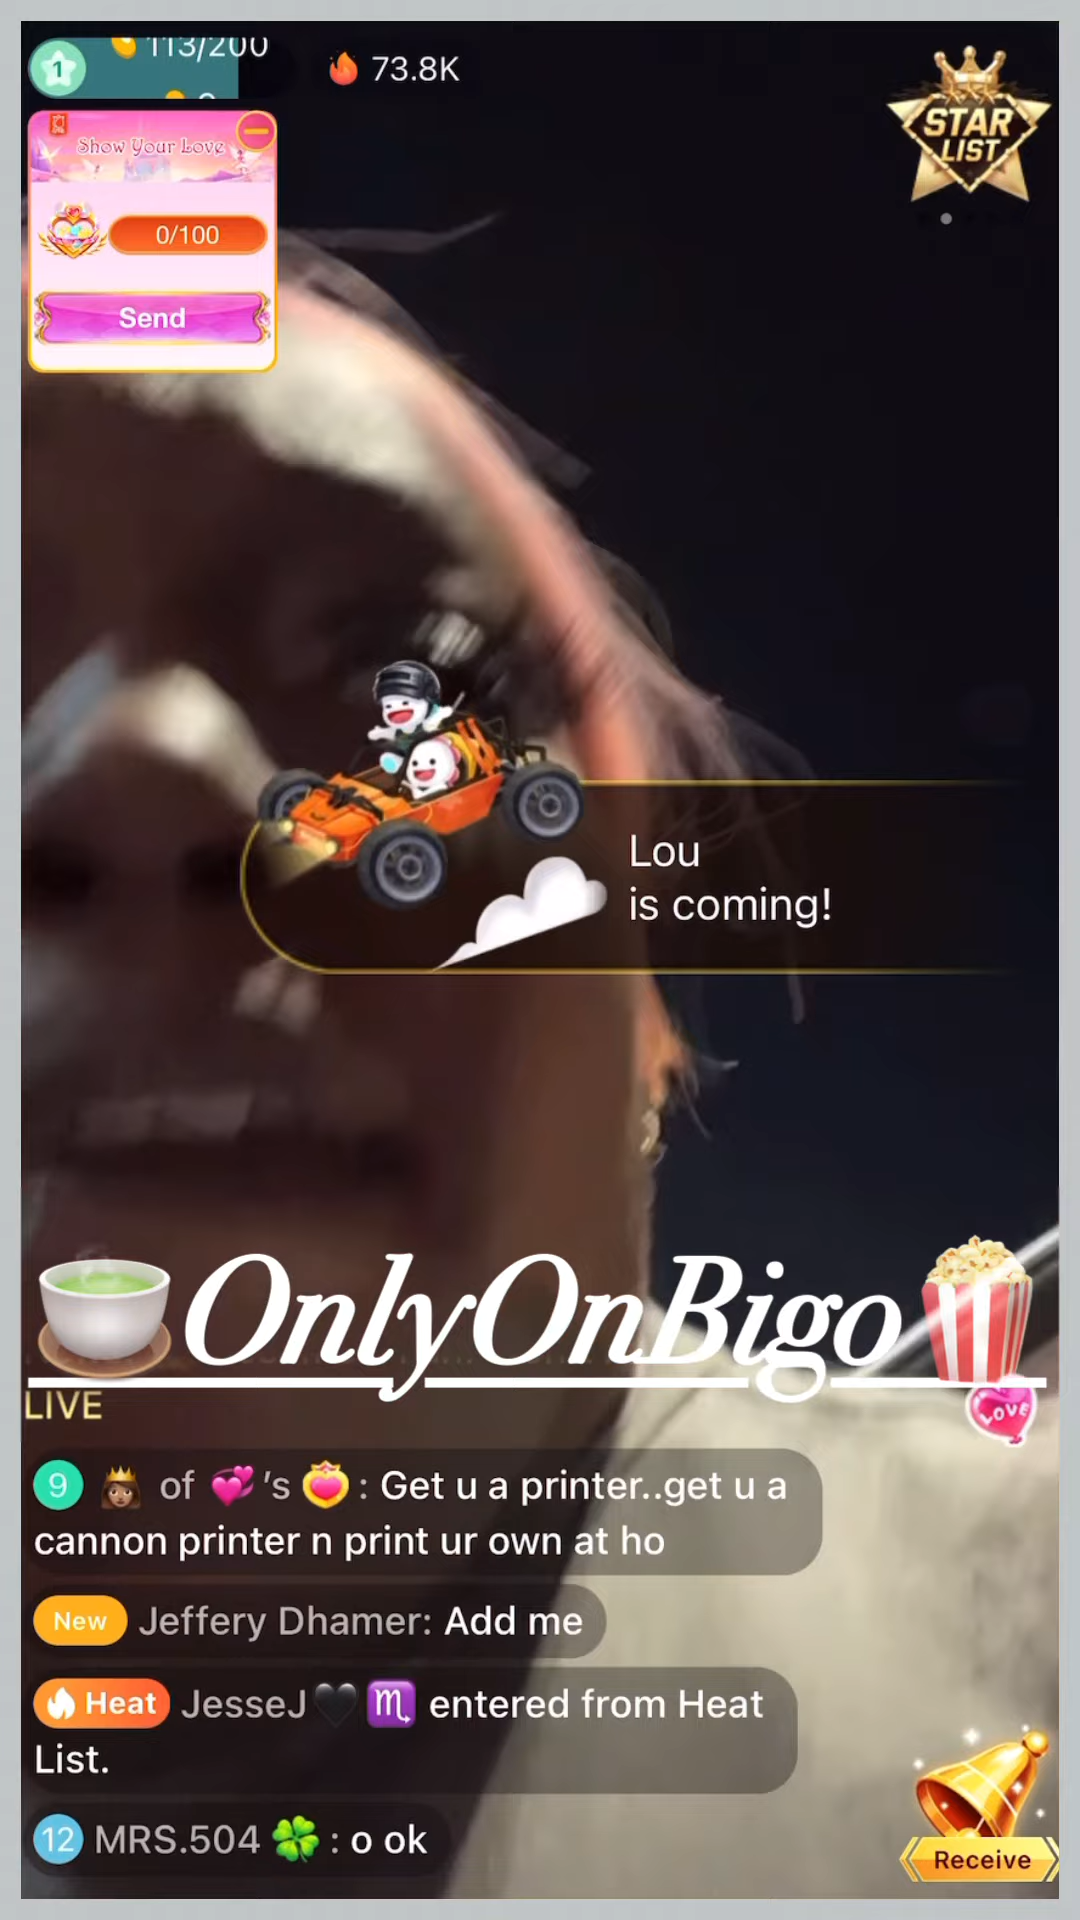 1
113/200
73.8K
STAR
LIST
Show Your Love
0/100
Send
Lou
is coming!
OnlyOnBigo
LIVE
LOVE
9 of 's : Get u a printer..get u a
cannon printer n print ur own at ho
New Jeffery Dhamer: Add me
Heat JesseJ🖤♏ entered from Heat
List.
12 MRS.504 🍀 : o ok
Receive